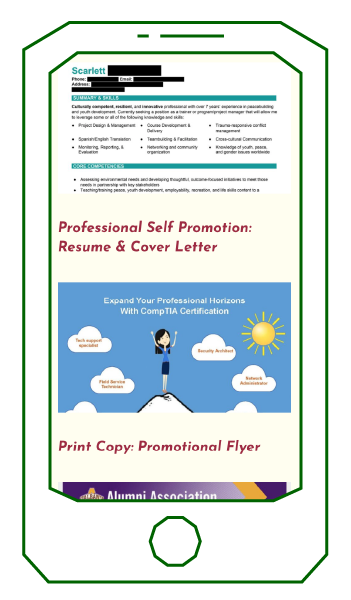 Scarlett
Phone: Email:
Address:
SUMMARY & SKILLS
Culturally competent, resilient, and innovative professional with over 7 years' experience in peacebuilding
and youth development. Currently seeking a position as a trainer or program/project manager that will allow me
to leverage some or all of the following knowledge and skills:
● Project Design & Management ● Course Development & Delivery ● Trauma-responsive conflict management
● Spanish/English Translation ● Teambuilding & Facilitation ● Cross-cultural Communication
● Monitoring, Reporting, & Evaluation ● Networking and community organization ● Knowledge of youth, peace, and gender issues worldwide
CORE COMPETENCIES
● Assessing environmental needs and developing thoughtful, outcome-focused initiatives to meet those
needs in partnership with key stakeholders
● Teaching/training peace, youth development, employability, recreation, and life skills content to a
Professional Self Promotion:
Resume & Cover Letter
Expand Your Professional Horizons
With CompTIA Certification
Tech support
specialist
Security Architect
Field Service
Technician
Network
Administrator
Print Copy: Promotional Flyer
Alumni Association